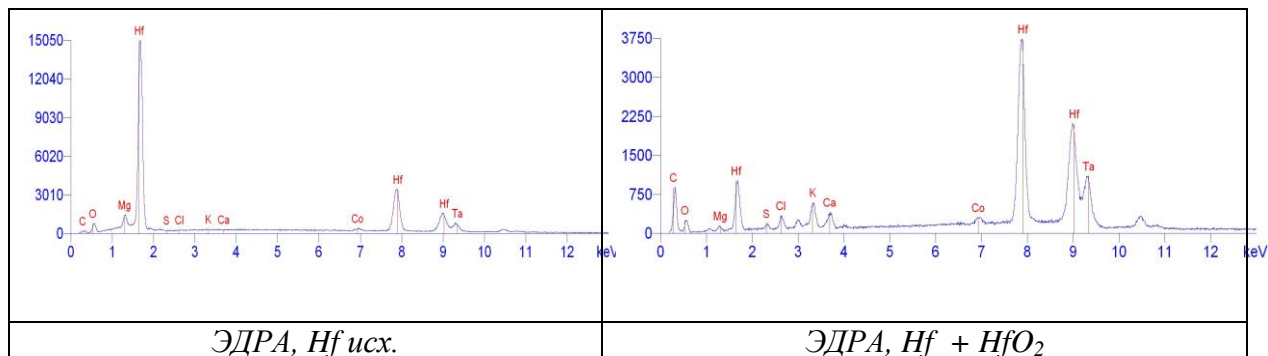 Hf
15050
12040
9030
6020
3010
0
C O Mg S Cl K Ca Co Hf Hf Ta
0 1 2 3 4 5 6 7 8 9 10 11 12 keV
Hf
3750
3000
2250
1500
750
0
C O Mg Hf S Cl K Ca Co Hf Ta
0 1 2 3 4 5 6 7 8 9 10 11 12 keV
ЭДРА, Hf исх.
ЭДРА, Hf + HfO2